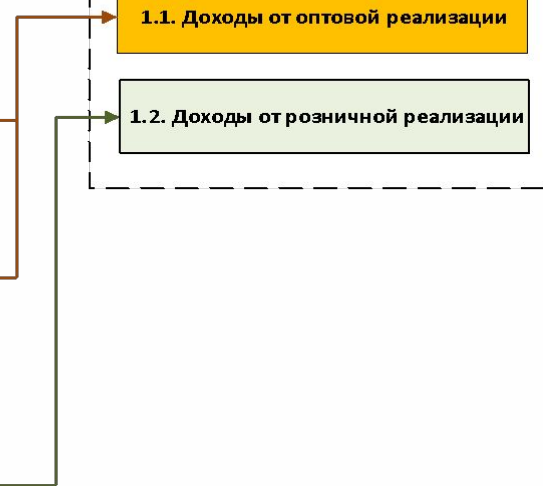 1.1. Доходы от оптовой реализации
1.2. Доходы от розничной реализации